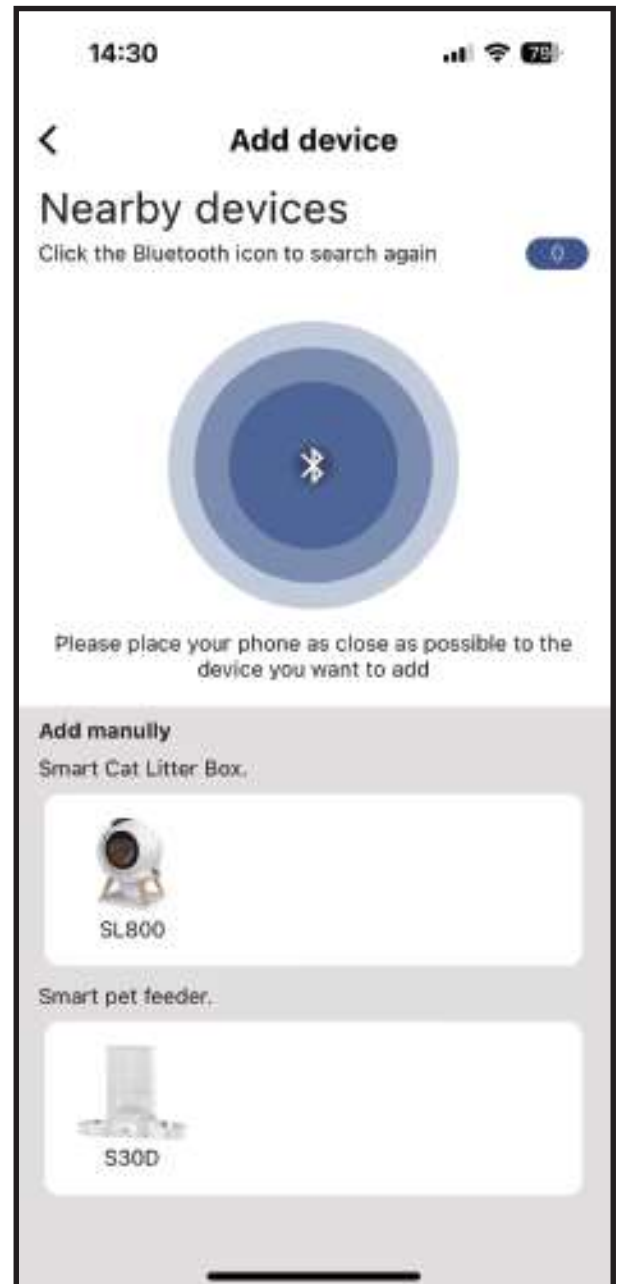 14:30
79
Add device
Nearby devices
Click the Bluetooth icon to search again
0
Please place your phone as close as possible to the
device you want to add
Add manully
Smart Cat Litter Box.
SL800
Smart pet feeder.
S30D